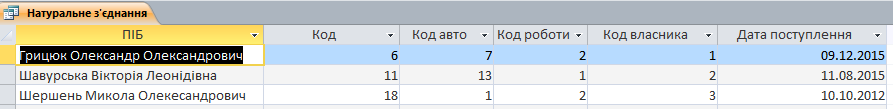 Натуральне з'єднання
ПІБ Код Код авто Код роботи Код власника Дата поступлення
Грицюк Олександр Олександрович 6 7 2 1 09.12.2015
Шавурська Вікторія Леонідівна 11 13 1 2 11.08.2015
Шершень Микола Олекесандрович 18 1 2 3 10.10.2012